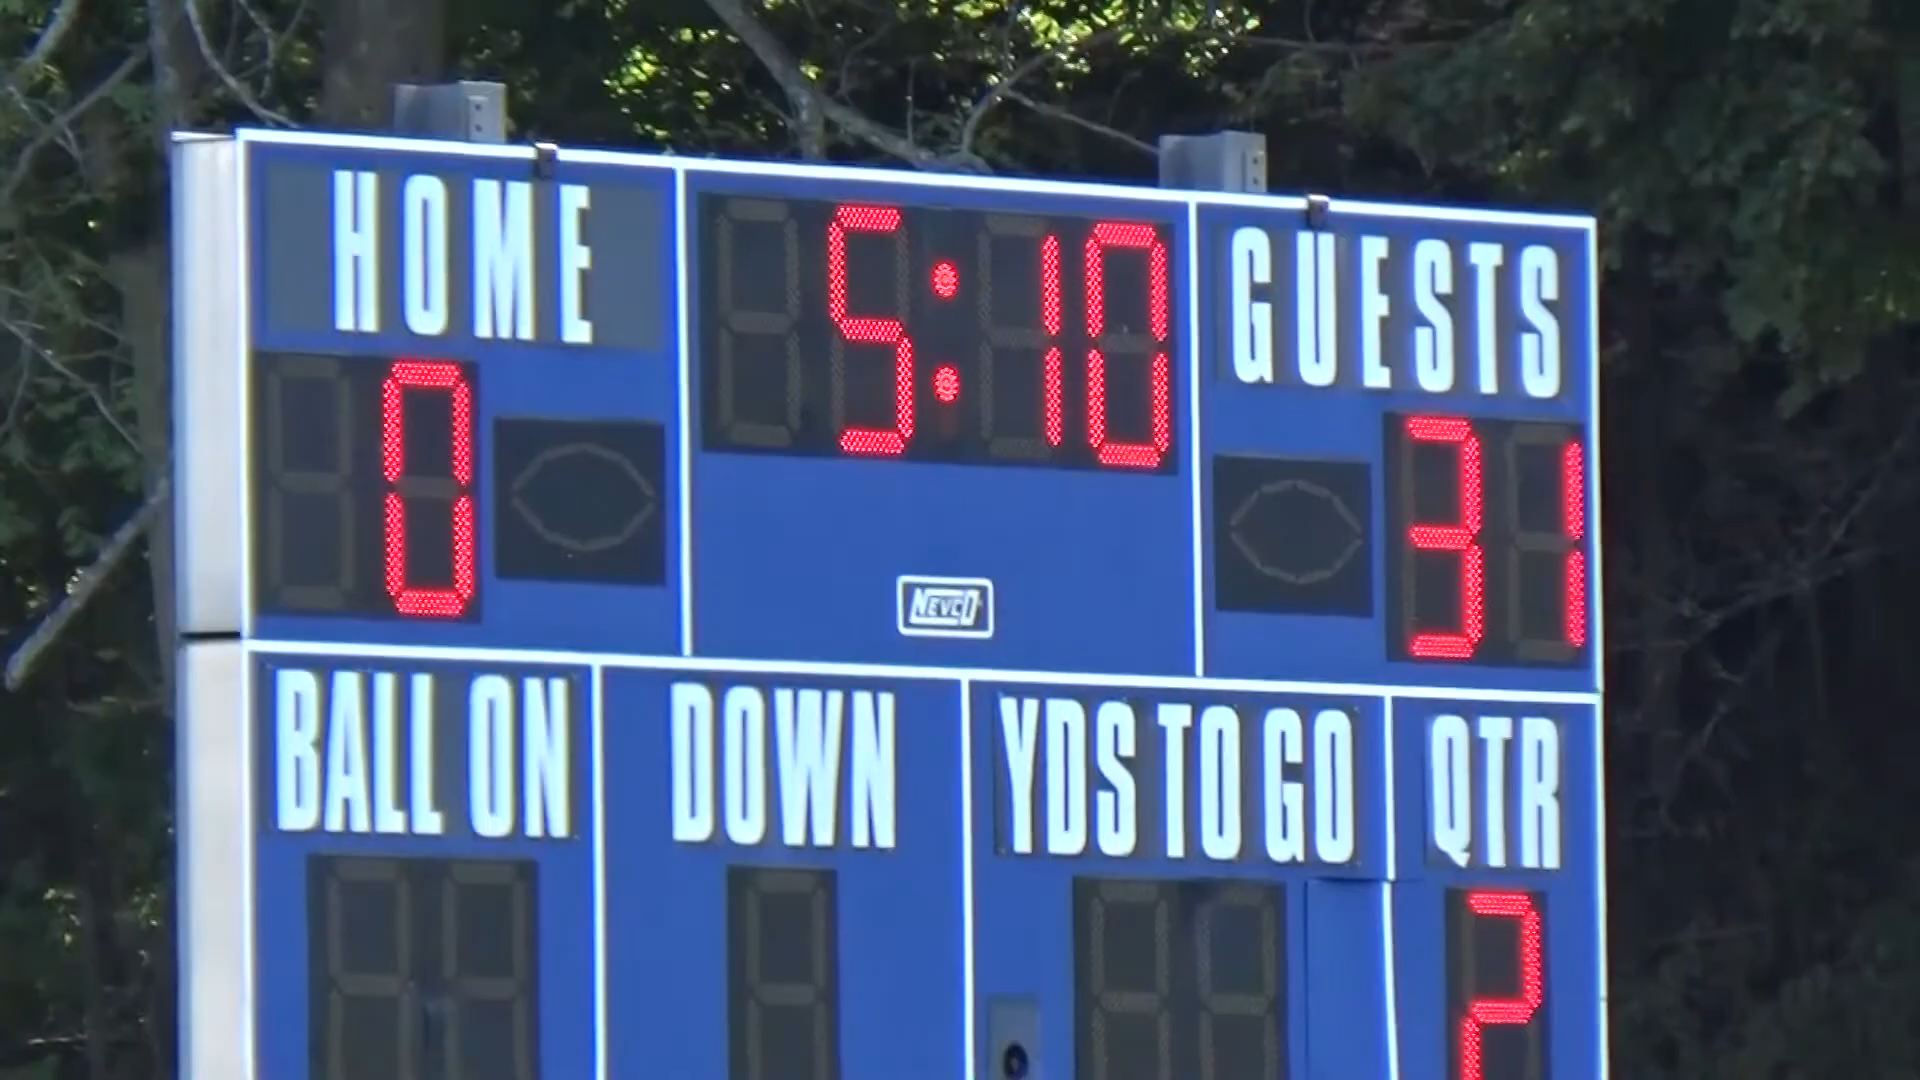 HOME 5:10 GUESTS
0 31
NEVCO
BALL ON DOWN YDS TO GO QTR
2